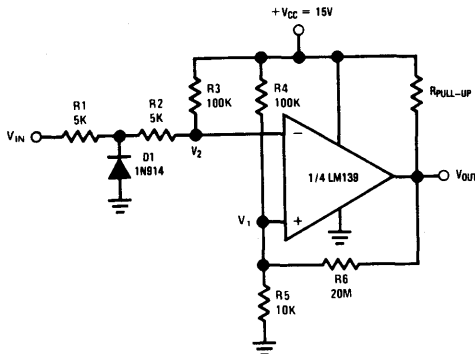 +VCC = 15V
R3
100K
R4
100K
RPULL-UP
R1
5K
R2
5K
VIN
V2
D1
1N914
−
1/4 LM139
VOUT
V1
+
R6
20M
R5
10K